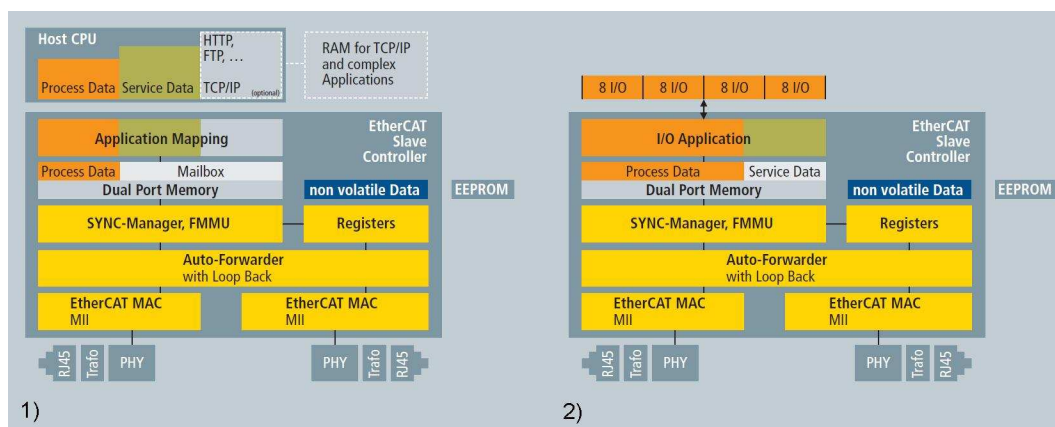 Host CPU
HTTP,
FTP, ...
Process Data
Service Data
TCP/IP
(optional)
RAM for TCP/IP
and complex
Applications
Application Mapping
EtherCAT
Slave
Controller
Process Data
Mailbox
Dual Port Memory
non volatile Data
EEPROM
SYNC-Manager, FMMU
Registers
Auto-Forwarder
with Loop Back
EtherCAT MAC
MII
EtherCAT MAC
MII
RJ45
Trafo
PHY
PHY
Trafo
RJ45
1)
8 I/O
8 I/O
8 I/O
8 I/O
I/O Application
EtherCAT
Slave
Controller
Process Data
Service Data
Dual Port Memory
non volatile Data
EEPROM
SYNC-Manager, FMMU
Registers
Auto-Forwarder
with Loop Back
EtherCAT MAC
MII
EtherCAT MAC
MII
RJ45
Trafo
PHY
PHY
Trafo
RJ45
2)